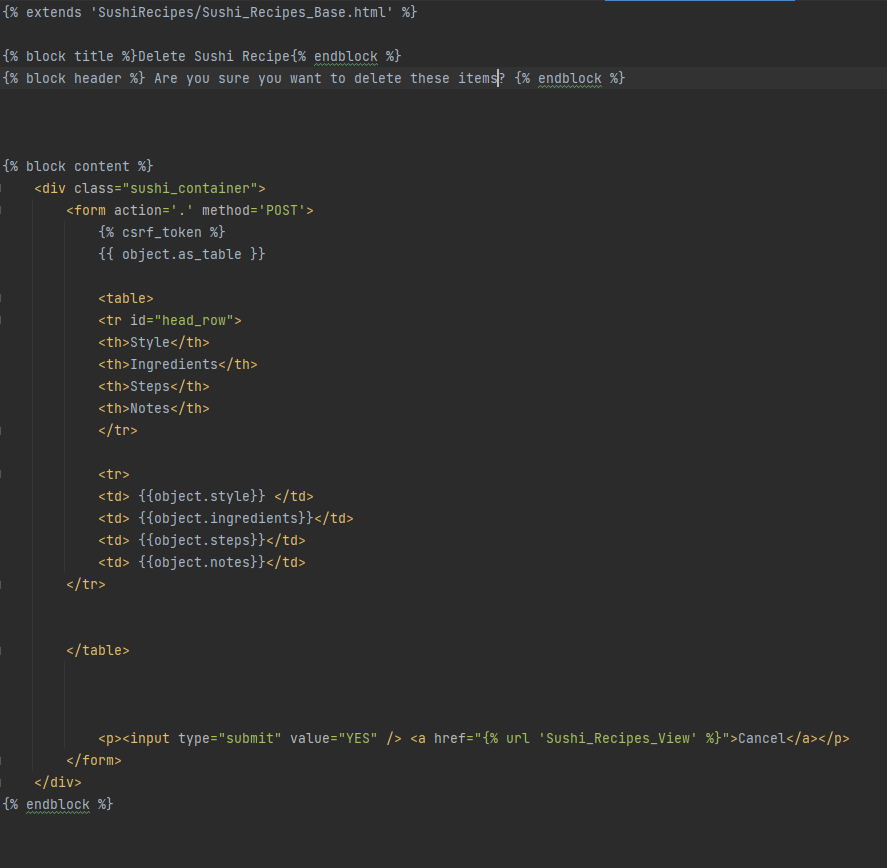 {% extends 'SushiRecipes/Sushi_Recipes_Base.html' %}
{% block title %}Delete Sushi Recipe{% endblock %}
{% block header %} Are you sure you want to delete these items? {% endblock %}
{% block content %}
<div class="sushi_container">
<form action='.' method='POST'>
{% csrf_token %}
{{ object.as_table }}
<table>
<tr id="head_row">
<th>Style</th>
<th>Ingredients</th>
<th>Steps</th>
<th>Notes</th>
</tr>
<tr>
<td> {{object.style}} </td>
<td> {{object.ingredients}}</td>
<td> {{object.steps}}</td>
<td> {{object.notes}}</td>
</tr>
</table>
<p><input type="submit" value="YES" /> <a href="{% url 'Sushi_Recipes_View' %}">Cancel</a></p>
</form>
</div>
{% endblock %}